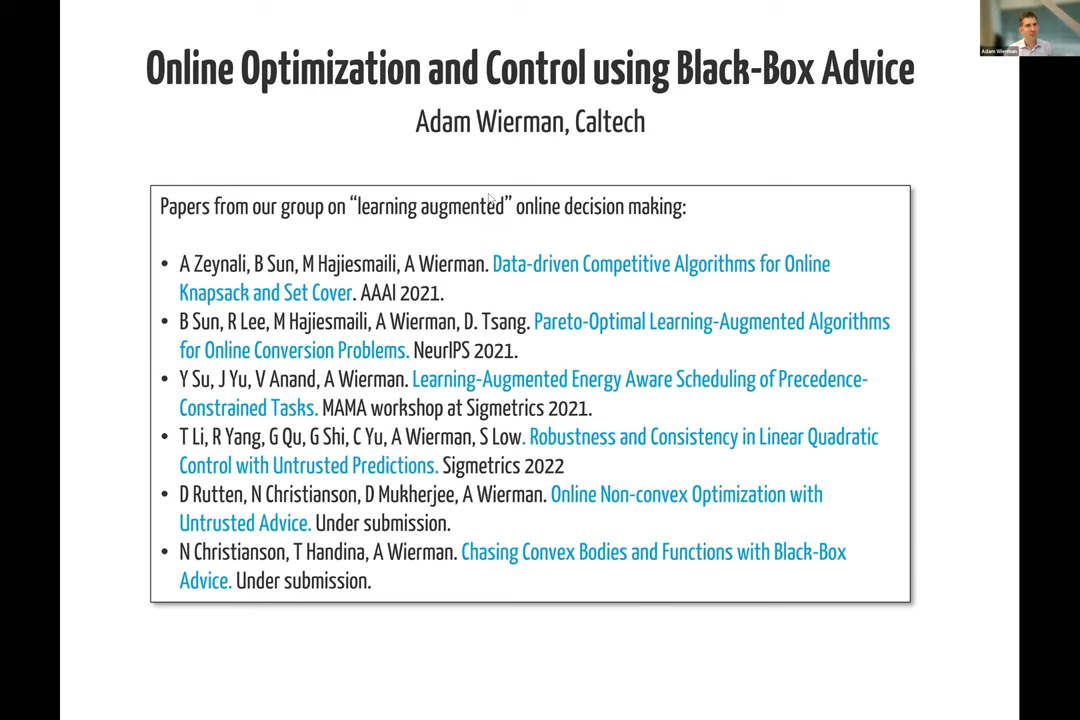 Online Optimization and Control using Black-Box Advice
Adam Wierman, Caltech
Adam Wierman
Papers from our group on “learning augmented” online decision making:
• A Zeynali, B Sun, M Hajiesmaili, A Wierman. Data-driven Competitive Algorithms for Online
Knapsack and Set Cover. AAAI 2021.
• B Sun, R Lee, M Hajiesmaili, A Wierman, D. Tsang. Pareto-Optimal Learning-Augmented Algorithms
for Online Conversion Problems. NeurIPS 2021.
• Y Su, J Yu, V Anand, A Wierman. Learning-Augmented Energy Aware Scheduling of Precedence-
Constrained Tasks. MAMA workshop at Sigmetrics 2021.
• T Li, R Yang, G Qu, G Shi, C Yu, A Wierman, S Low. Robustness and Consistency in Linear Quadratic
Control with Untrusted Predictions. Sigmetrics 2022
• D Rutten, N Christianson, D Mukherjee, A Wierman. Online Non-convex Optimization with
Untrusted Advice. Under submission.
• N Christianson, T Handina, A Wierman. Chasing Convex Bodies and Functions with Black-Box
Advice. Under submission.